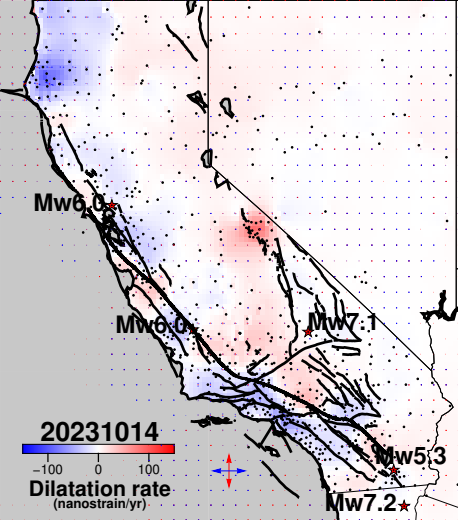 Mw6.0
Mw6.0
Mw7.1
20231014
−100 0 100
Dilatation rate
(nanostrain/yr)
Mw5.3
Mw7.2